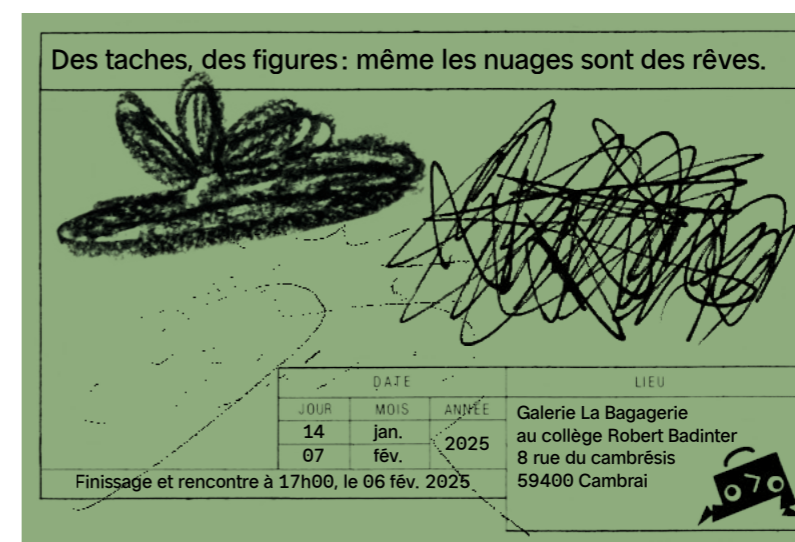 Des taches, des figures : même les nuages sont des rêves.
DATE
LIEU
JOUR MOIS ANNÉE
14 jan. 2025
07 fév.
Galerie La Bagagerie
au collège Robert Badinter
8 rue du cambrésis
59400 Cambrai
Finissage et rencontre à 17h00, le 06 fév. 2025